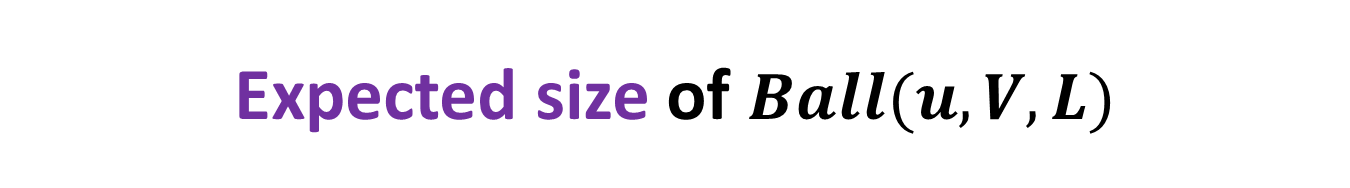 Expected size of Ball(u, V, L)